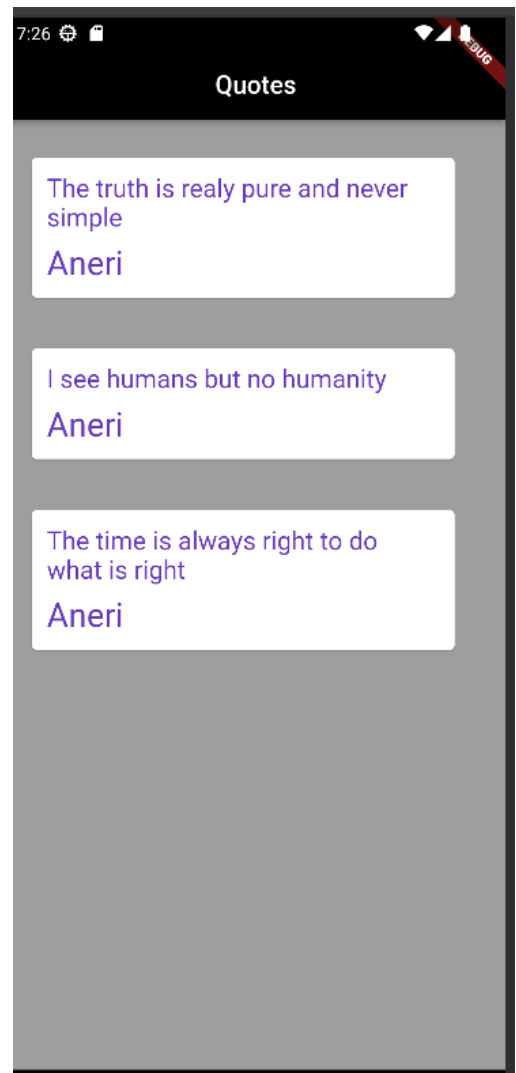 7:26
DEBUG
Quotes
The truth is realy pure and never
simple
Aneri
I see humans but no humanity
Aneri
The time is always right to do
what is right
Aneri